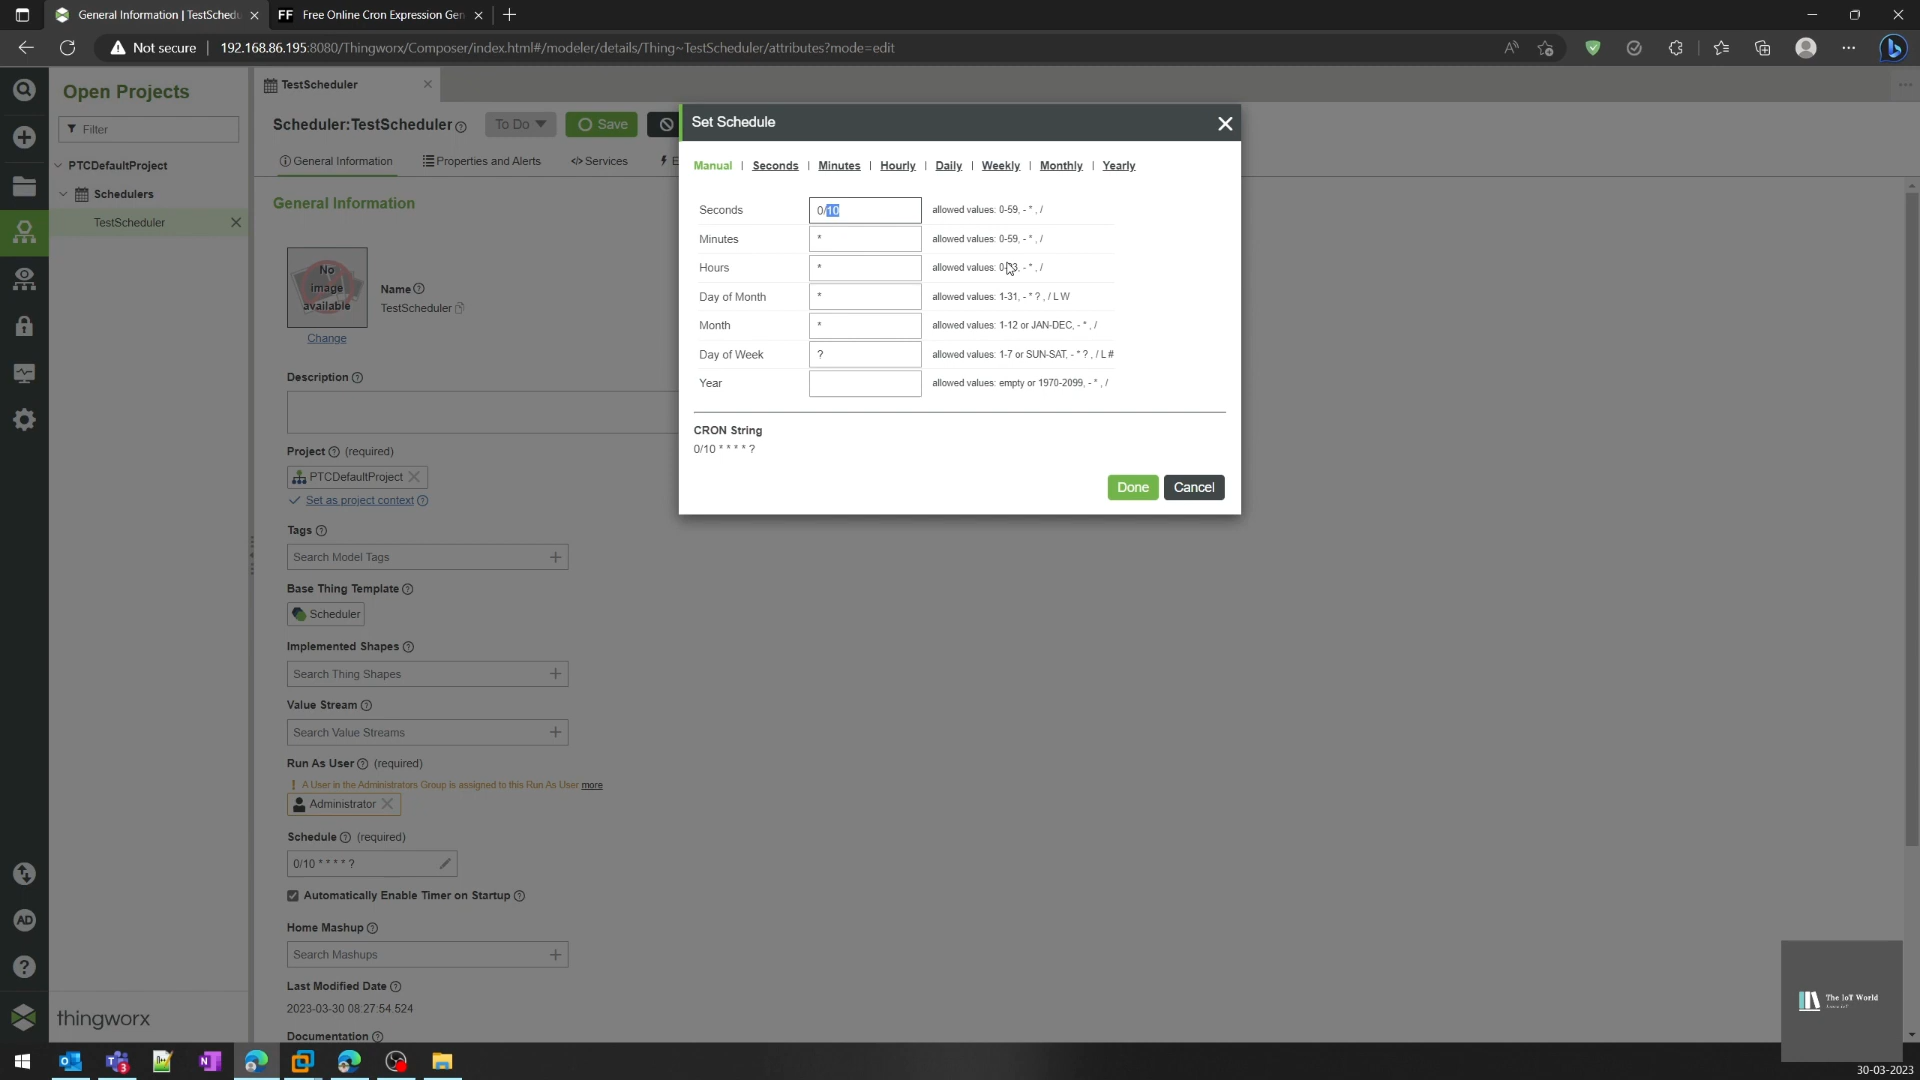 General Information | TestSchedu
Free Online Cron Expression Gen
Not secure
192.168.86.195:8080/Thingworx/Composer/index.html#/modeler/details/Thing~TestScheduler/attributes?mode=edit
Open Projects
Filter
PTCDefaultProject
Schedulers
TestScheduler
TestScheduler
Scheduler:TestScheduler
To Do
Save
General Information
Properties and Alerts
</> Services
E
General Information
No image available
Change
Name
TestScheduler
Description
Project (required)
PTCDefaultProject
Set as project context
Tags
Search Model Tags
Base Thing Template
Scheduler
Implemented Shapes
Search Thing Shapes
Value Stream
Search Value Streams
Run As User (required)
! A User in the Administrators Group is assigned to this Run As User more
Administrator
Schedule (required)
0/10 * * * * ?
Automatically Enable Timer on Startup
Home Mashup
Search Mashups
Last Modified Date
2023-03-30 08:27:54.524
Documentation
Set Schedule
Manual | Seconds | Minutes | Hourly | Daily | Weekly | Monthly | Yearly
Seconds 0/10 allowed values: 0-59, - * , /
Minutes * allowed values: 0-59, - * , /
Hours * allowed values: 0-23, - * , /
Day of Month * allowed values: 1-31, - * ? , / L W
Month * allowed values: 1-12 or JAN-DEC, - * , /
Day of Week ? allowed values: 1-7 or SUN-SAT, - * ? , / L #
Year allowed values: empty or 1970-2099, - * , /
CRON String
0/10 * * * * ?
Done
Cancel
AD
thingworx
The IoT World
30-03-2023